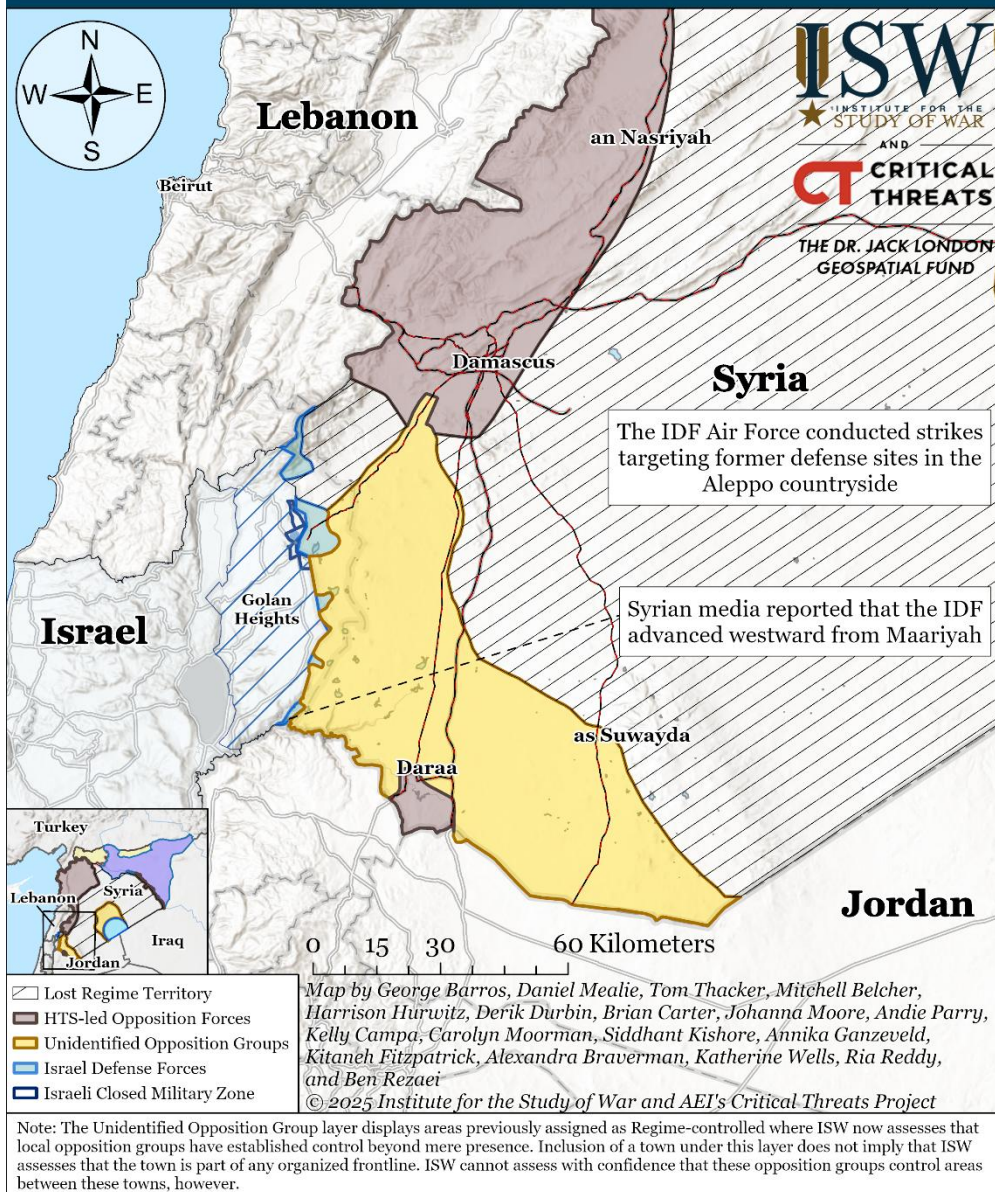 N
W E
S
ISW
INSTITUTE FOR THE
STUDY OF WAR
AND
CT CRITICAL
THREATS
THE DR. JACK LONDON
GEOSPATIAL FUND
Lebanon
an Nasriyah
Beirut
Damascus
Syria
The IDF Air Force conducted strikes
targeting former defense sites in the
Aleppo countryside
Golan
Heights
Israel
Syrian media reported that the IDF
advanced westward from Maariyah
as Suwayda
Daraa
Jordan
Turkey
Lebanon
Syria
Iraq
Jordan
0 15 30 60 Kilometers
Lost Regime Territory
HTS-led Opposition Forces
Unidentified Opposition Groups
Israel Defense Forces
Israeli Closed Military Zone
Map by George Barros, Daniel Mealie, Tom Thacker, Mitchell Belcher,
Harrison Hurwitz, Derik Durbin, Brian Carter, Johanna Moore, Andie Parry,
Kelly Campa, Carolyn Moorman, Siddhant Kishore, Annika Ganzeveld,
Kitaneh Fitzpatrick, Alexandra Braverman, Katherine Wells, Ria Reddy,
and Ben Rezaei
© 2025 Institute for the Study of War and AEI's Critical Threats Project
Note: The Unidentified Opposition Group layer displays areas previously assigned as Regime-controlled where ISW now assesses that
local opposition groups have established control beyond mere presence. Inclusion of a town under this layer does not imply that ISW
assesses that the town is part of any organized frontline. ISW cannot assess with confidence that these opposition groups control areas
between these towns, however.